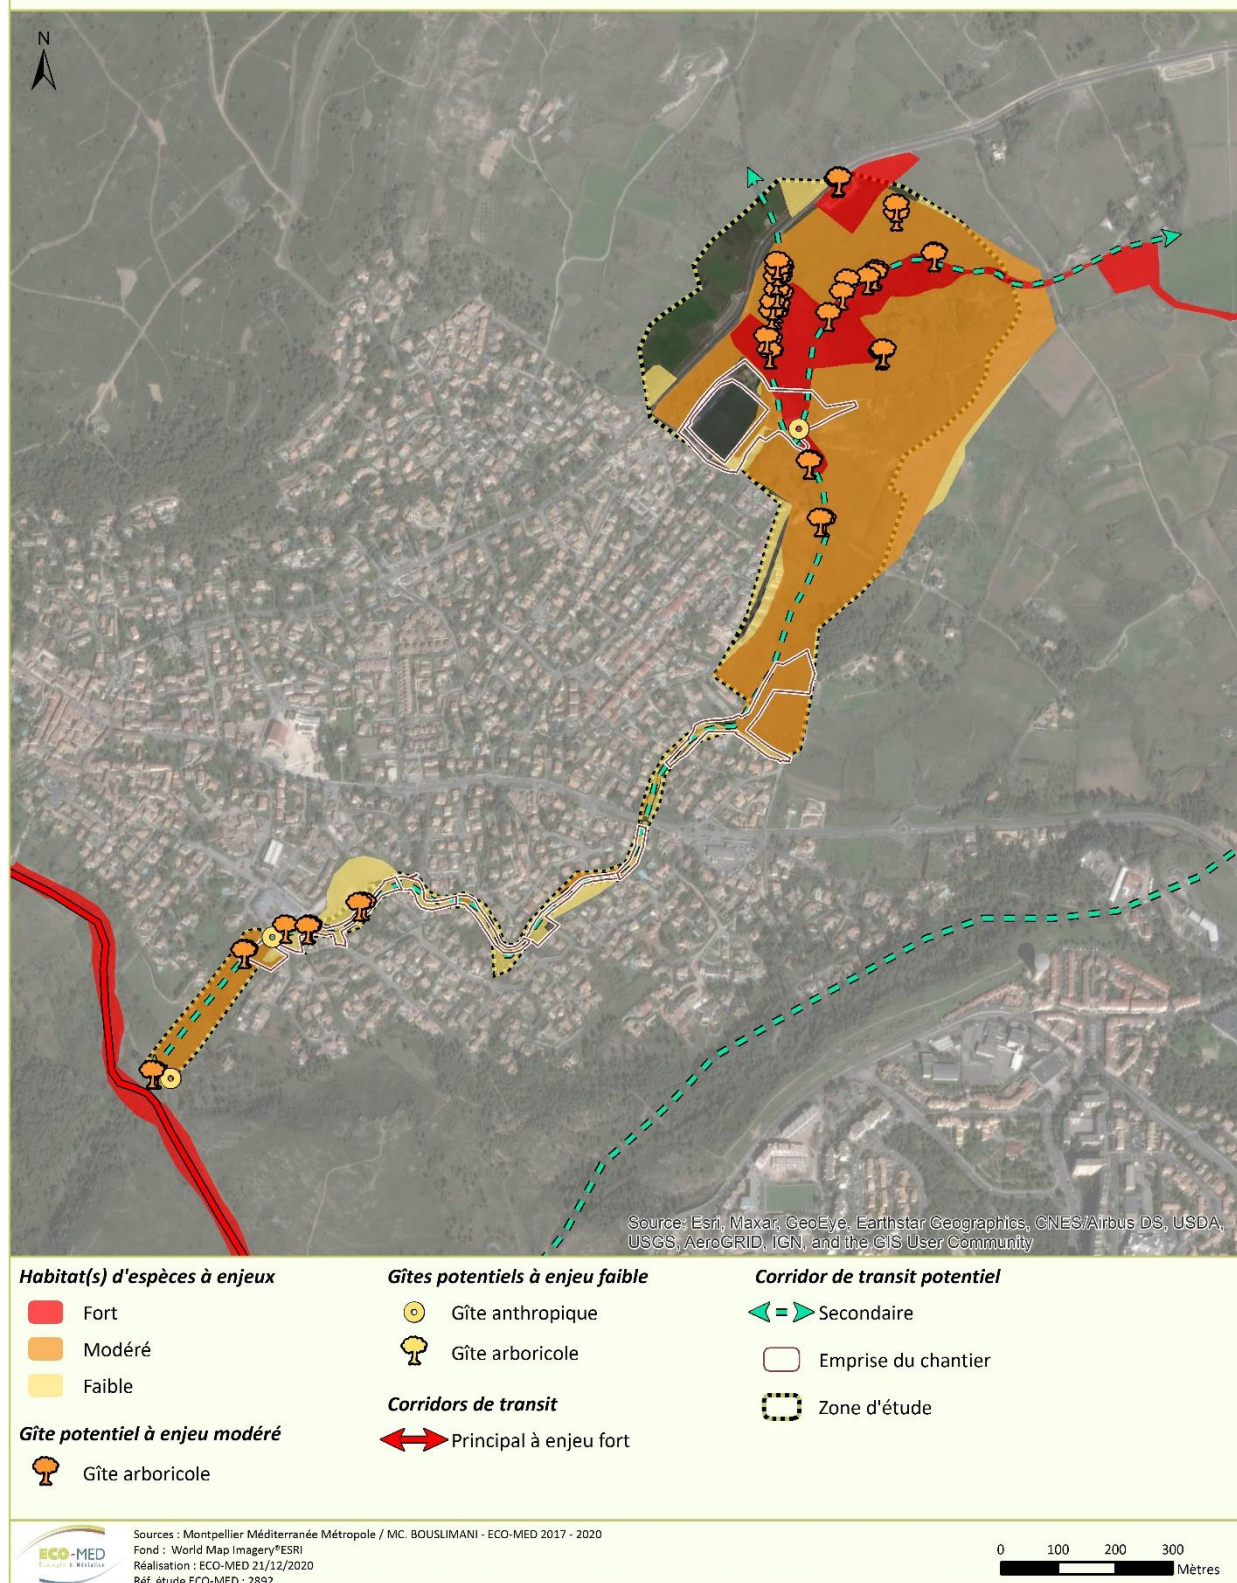 N
Source: Esri, Maxar, GeoEye, Earthstar Geographics, CNES/Airbus DS, USDA,
USGS, AeroGRID, IGN, and the GIS User Community
Habitat(s) d'espèces à enjeux
Fort
Modéré
Faible
Gîte potentiel à enjeu modéré
Gîte arboricole
Gîtes potentiels à enjeu faible
Gîte anthropique
Gîte arboricole
Corridors de transit
Principal à enjeu fort
Corridor de transit potentiel
Secondaire
Emprise du chantier
Zone d'étude
ECO-MED
Ecologie & Médiation
Sources : Montpellier Méditerranée Métropole / MC. BOUSLIMANI - ECO-MED 2017 - 2020
Fond : World Map Imagery®ESRI
Réalisation : ECO-MED 21/12/2020
Réf. étude ECO-MED : 2892
0 100 200 300
Mètres